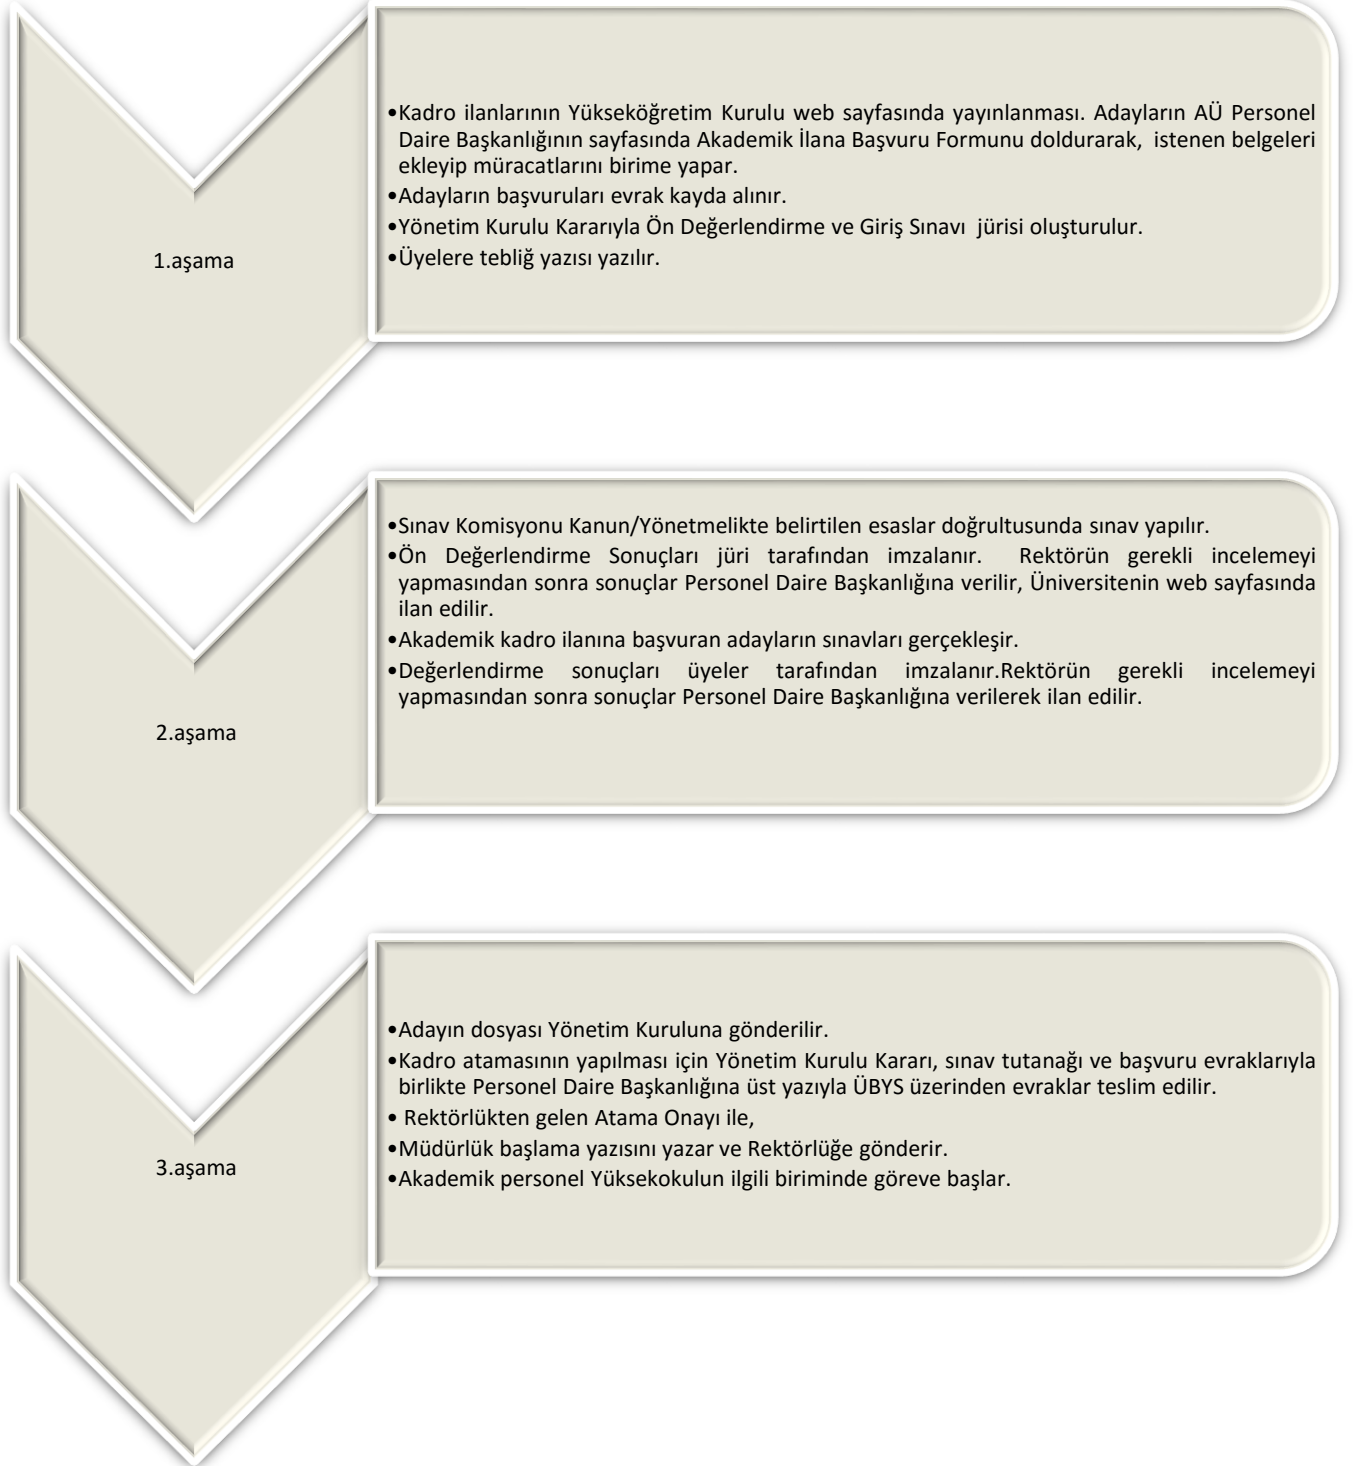 •Kadro ilanlarının Yükseköğretim Kurulu web sayfasında yayınlanması. Adayların AÜ Personel
Daire Başkanlığının sayfasında Akademik İlana Başvuru Formunu doldurarak, istenen belgeleri
ekleyip müracatlarını birime yapar.
•Adayların başvuruları evrak kayda alınır.
•Yönetim Kurulu Kararıyla Ön Değerlendirme ve Giriş Sınavı jürisi oluşturulur.
•Üyelere tebliğ yazısı yazılır.
1.aşama
•Sınav Komisyonu Kanun/Yönetmelikte belirtilen esaslar doğrultusunda sınav yapılır.
•Ön Değerlendirme Sonuçları jüri tarafından imzalanır. Rektörün gerekli incelemeyi
yapmasından sonra sonuçlar Personel Daire Başkanlığına verilir, Üniversitenin web sayfasında
ilan edilir.
•Akademik kadro ilanına başvuran adayların sınavları gerçekleşir.
•Değerlendirme sonuçları üyeler tarafından imzalanır.Rektörün gerekli incelemeyi
yapmasından sonra sonuçlar Personel Daire Başkanlığına verilerek ilan edilir.
2.aşama
•Adayın dosyası Yönetim Kuruluna gönderilir.
•Kadro atamasının yapılması için Yönetim Kurulu Kararı, sınav tutanağı ve başvuru evraklarıyla
birlikte Personel Daire Başkanlığına üst yazıyla ÜBYS üzerinden evraklar teslim edilir.
• Rektörlükten gelen Atama Onayı ile,
•Müdürlük başlama yazısını yazar ve Rektörlüğe gönderir.
•Akademik personel Yüksekokulun ilgili biriminde göreve başlar.
3.aşama